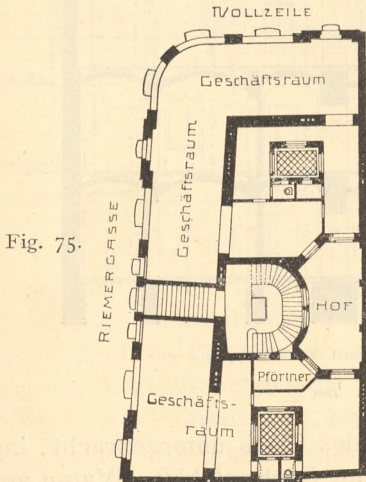 WOLLZEILE
Geschäftsraum
Geschäftsraum
RIEMERGASSE
Fig. 75.
HOF
Pförtner
Geschäfts-
raum